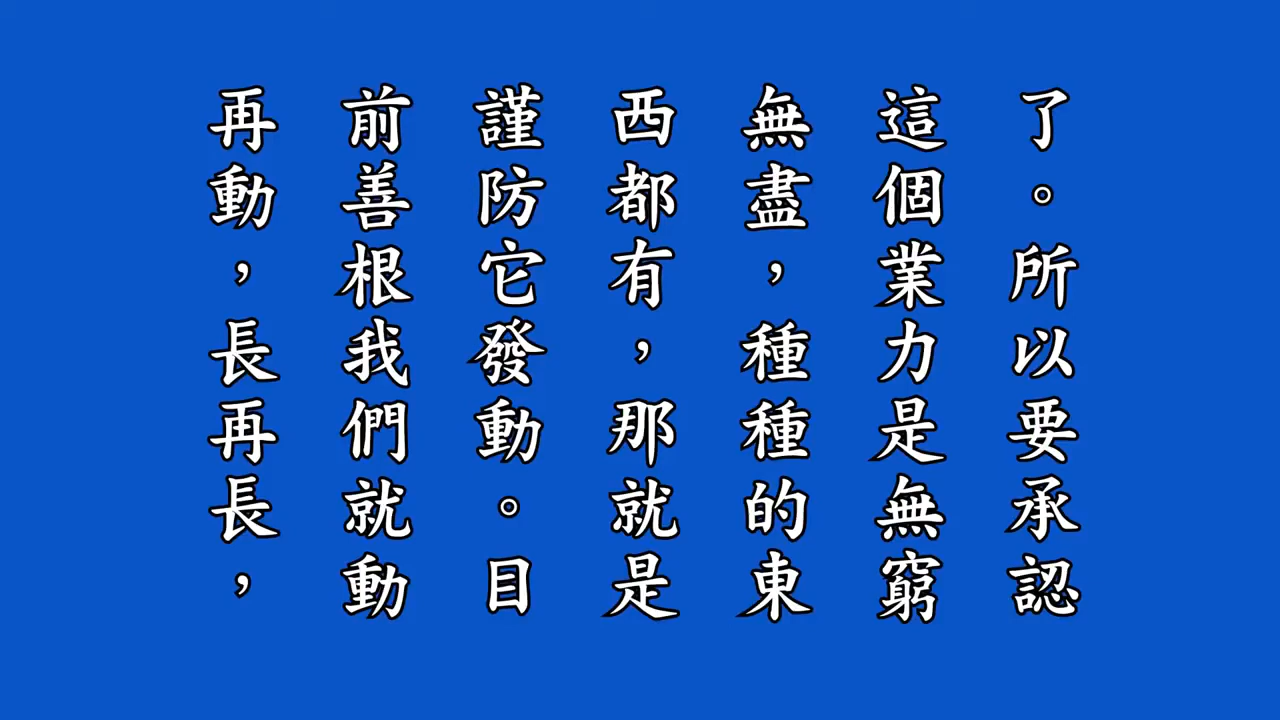 了。所以要承認
這個業力是無窮
無盡，種種的東
西都有，那就是
謹防它發動。目
前善根我們就動
再動，長再長，